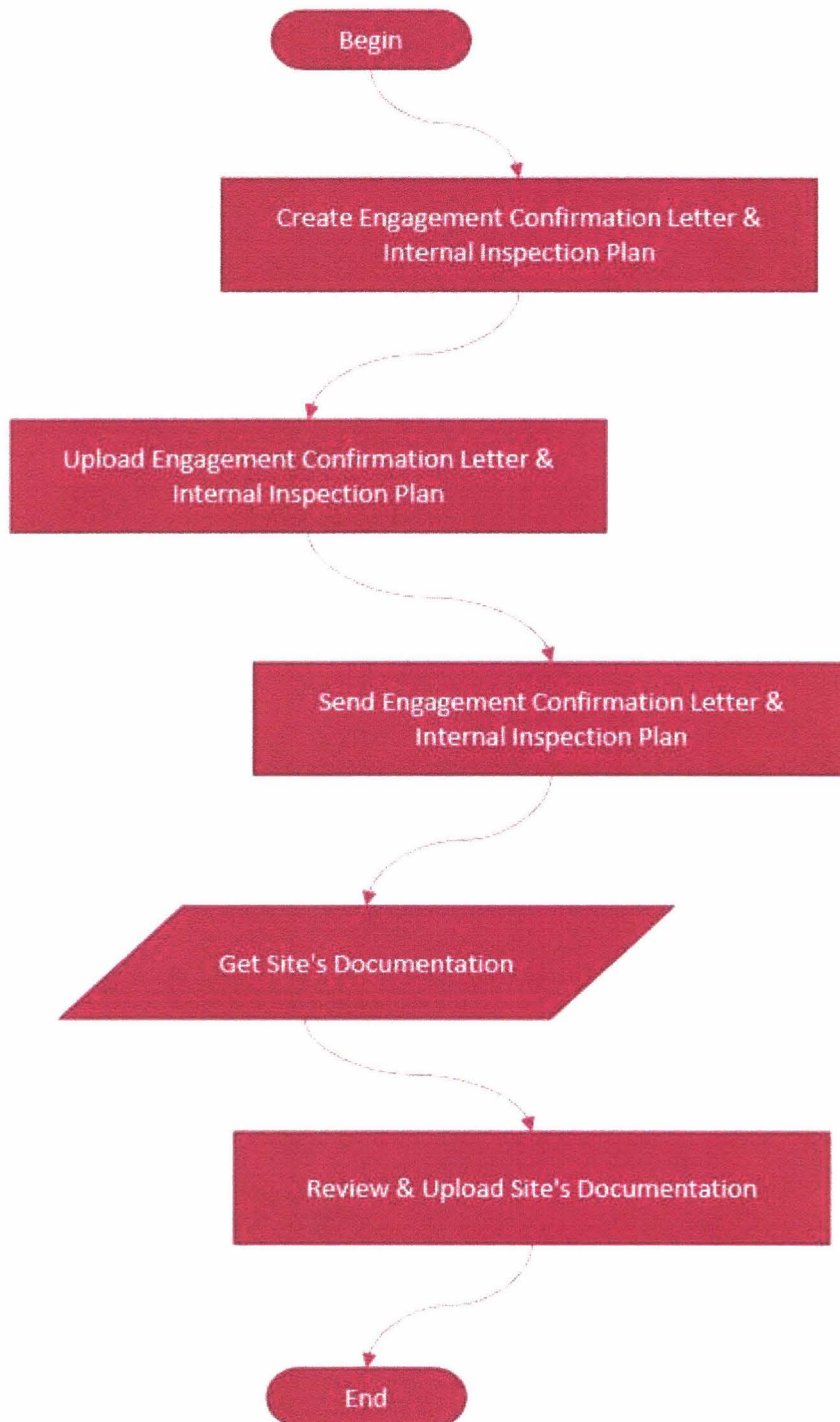 Begin
Create Engagement Confirmation Letter &
Internal Inspection Plan
Upload Engagement Confirmation Letter &
Internal Inspection Plan
Send Engagement Confirmation Letter &
Internal Inspection Plan
Get Site's Documentation
Review & Upload Site's Documentation
End